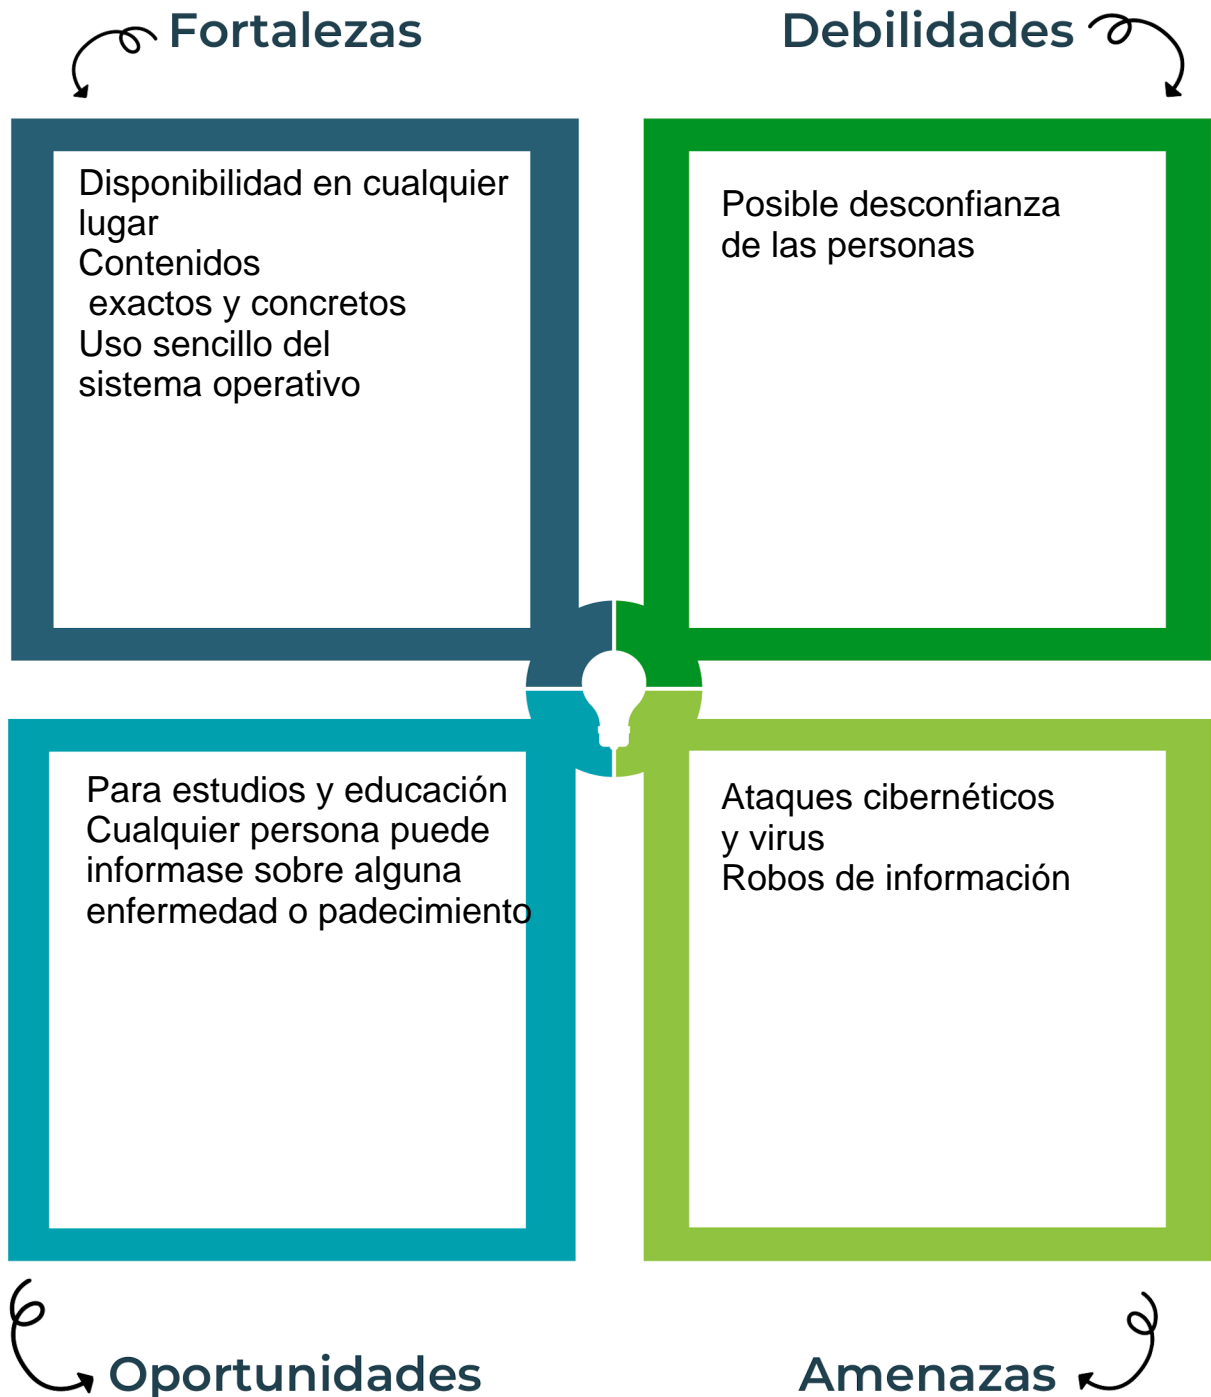 Fortalezas
Debilidades
Disponibilidad en cualquier
lugar
Contenidos
exactos y concretos
Uso sencillo del
sistema operativo
Posible desconfianza
de las personas
Para estudios y educación
Cualquier persona puede
informase sobre alguna
enfermedad o padecimiento
Ataques cibernéticos
y virus
Robos de información
Oportunidades
Amenazas